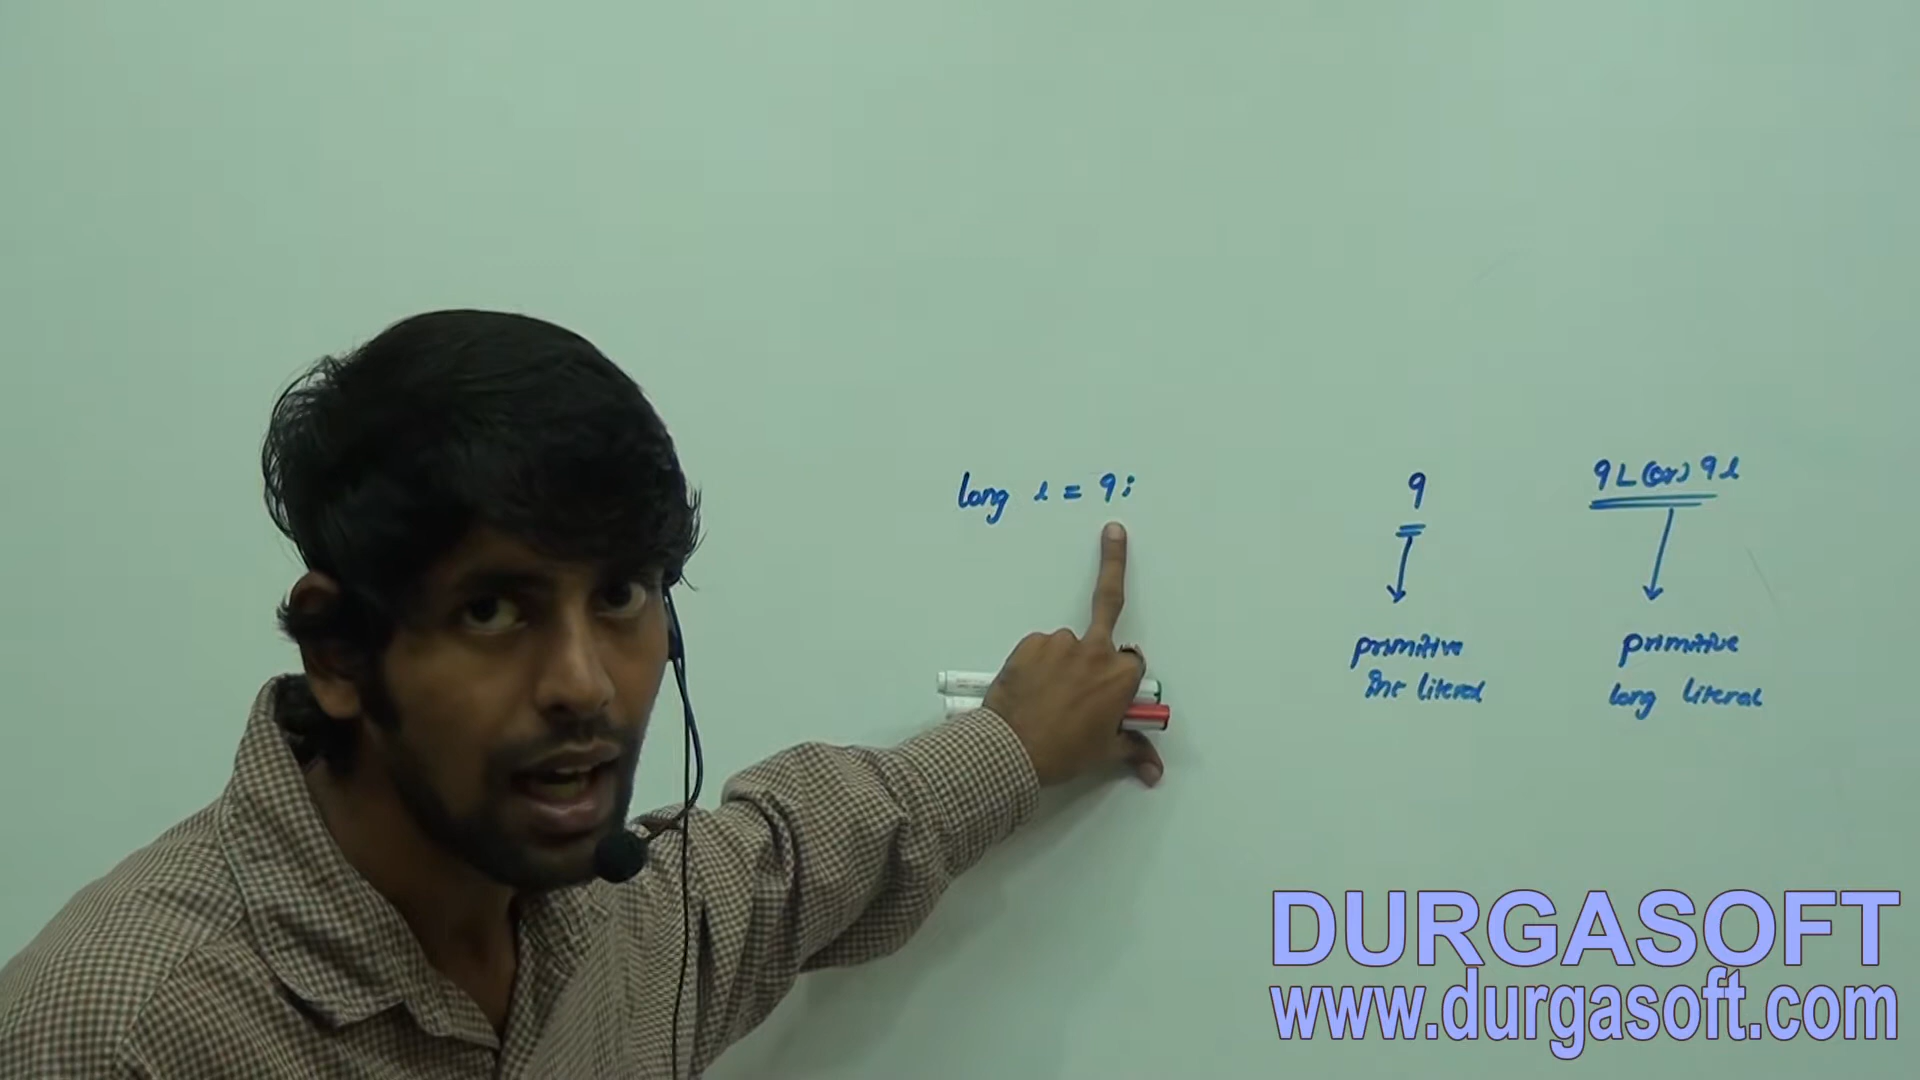 long l = 9;
9
primitive
int literal
9L (or) 9l
primitive
long literal
DURGASOFT
www.durgasoft.com